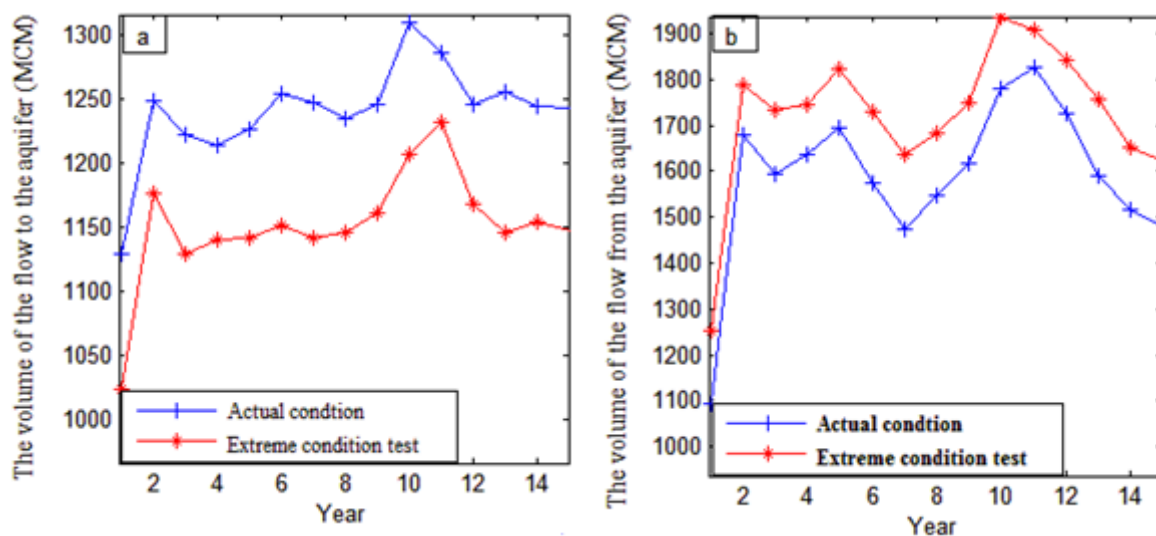 a
The volume of the flow to the aquifer (MCM)
1300
1250
1200
1150
1100
1050
1000
Actual condtion
Extreme condition test
2 4 6 8 10 12 14
Year
b
The volume of the flow from the aquifer (MCM)
1900
1800
1700
1600
1500
1400
1300
1200
1100
1000
Actual condtion
Extreme condition test
2 4 6 8 10 12 14
Year